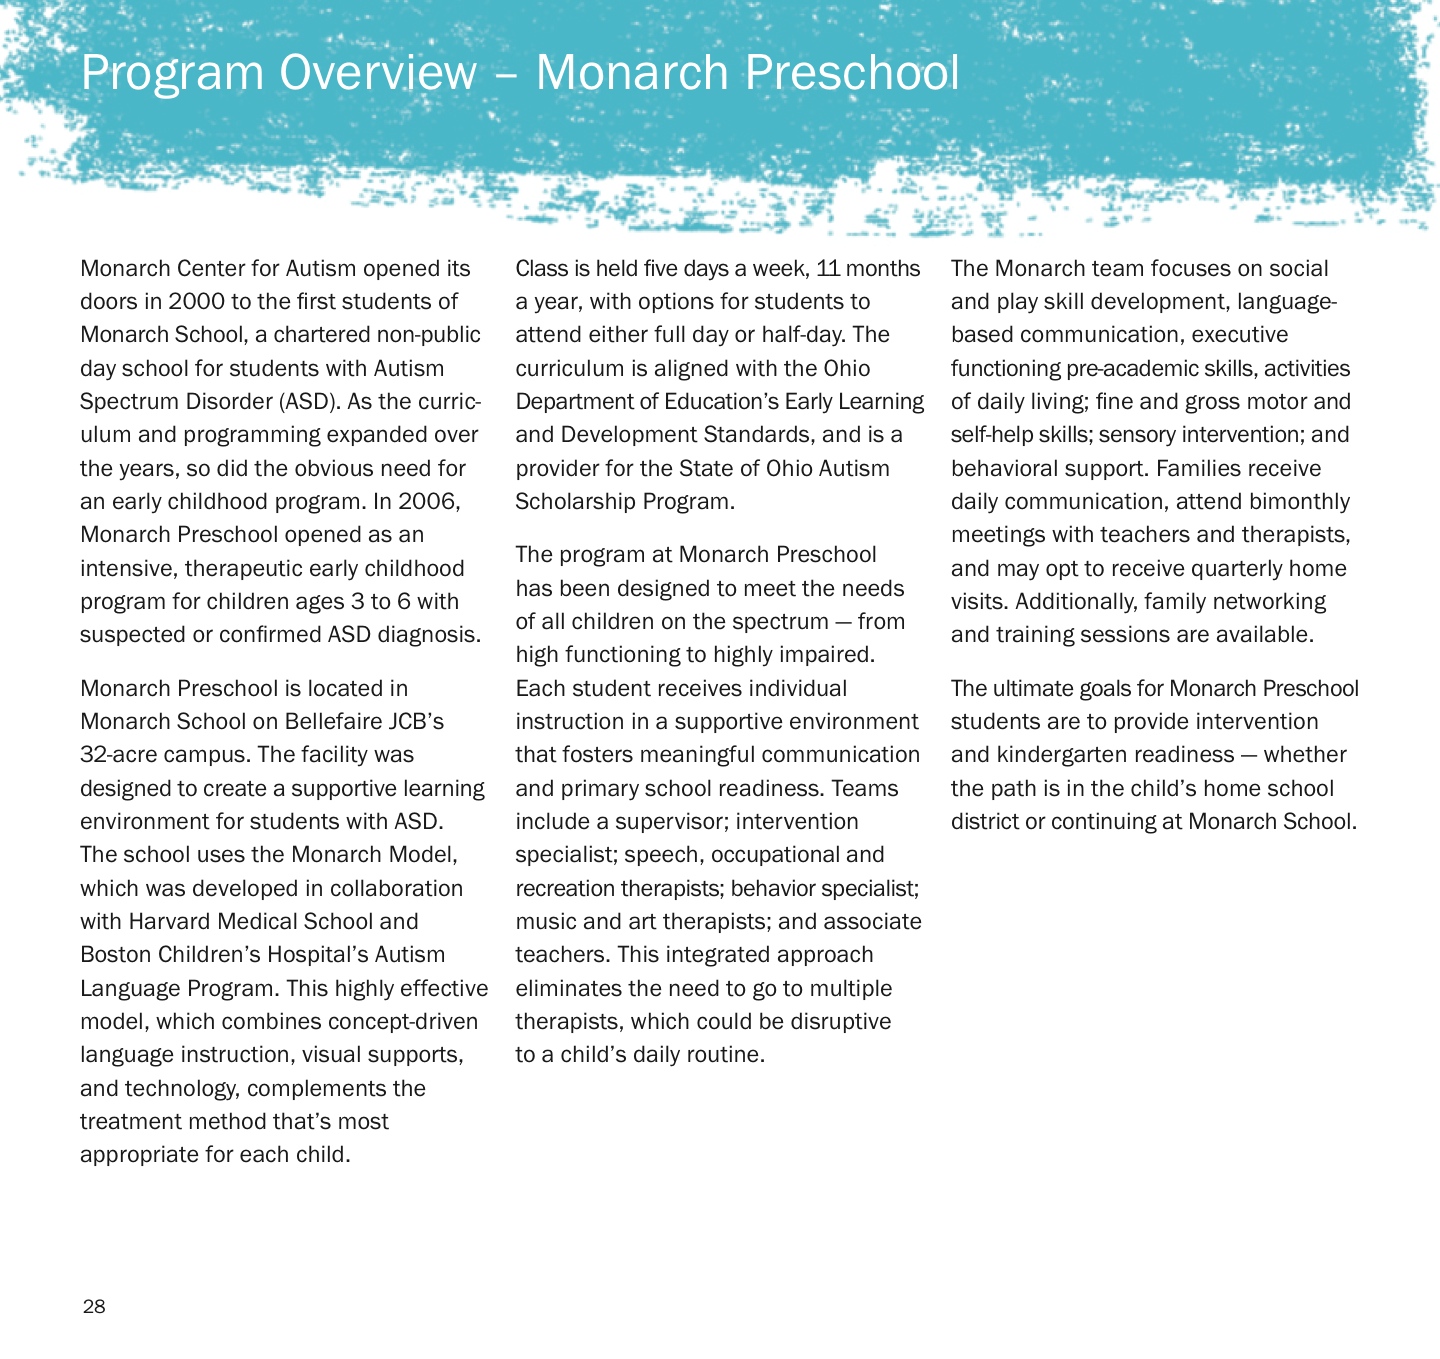 Program Overview – Monarch Preschool
Monarch Center for Autism opened its
doors in 2000 to the first students of
Monarch School, a chartered non-public
day school for students with Autism
Spectrum Disorder (ASD). As the curric-
ulum and programming expanded over
the years, so did the obvious need for
an early childhood program. In 2006,
Monarch Preschool opened as an
intensive, therapeutic early childhood
program for children ages 3 to 6 with
suspected or confirmed ASD diagnosis.
Monarch Preschool is located in
Monarch School on Bellefaire JCB’s
32-acre campus. The facility was
designed to create a supportive learning
environment for students with ASD.
The school uses the Monarch Model,
which was developed in collaboration
with Harvard Medical School and
Boston Children’s Hospital’s Autism
Language Program. This highly effective
model, which combines concept-driven
language instruction, visual supports,
and technology, complements the
treatment method that’s most
appropriate for each child.
Class is held five days a week, 11 months
a year, with options for students to
attend either full day or half-day. The
curriculum is aligned with the Ohio
Department of Education’s Early Learning
and Development Standards, and is a
provider for the State of Ohio Autism
Scholarship Program.
The program at Monarch Preschool
has been designed to meet the needs
of all children on the spectrum — from
high functioning to highly impaired.
Each student receives individual
instruction in a supportive environment
that fosters meaningful communication
and primary school readiness. Teams
include a supervisor; intervention
specialist; speech, occupational and
recreation therapists; behavior specialist;
music and art therapists; and associate
teachers. This integrated approach
eliminates the need to go to multiple
therapists, which could be disruptive
to a child’s daily routine.
The Monarch team focuses on social
and play skill development, language-
based communication, executive
functioning pre-academic skills, activities
of daily living; fine and gross motor and
self-help skills; sensory intervention; and
behavioral support. Families receive
daily communication, attend bimonthly
meetings with teachers and therapists,
and may opt to receive quarterly home
visits. Additionally, family networking
and training sessions are available.
The ultimate goals for Monarch Preschool
students are to provide intervention
and kindergarten readiness — whether
the path is in the child’s home school
district or continuing at Monarch School.
28